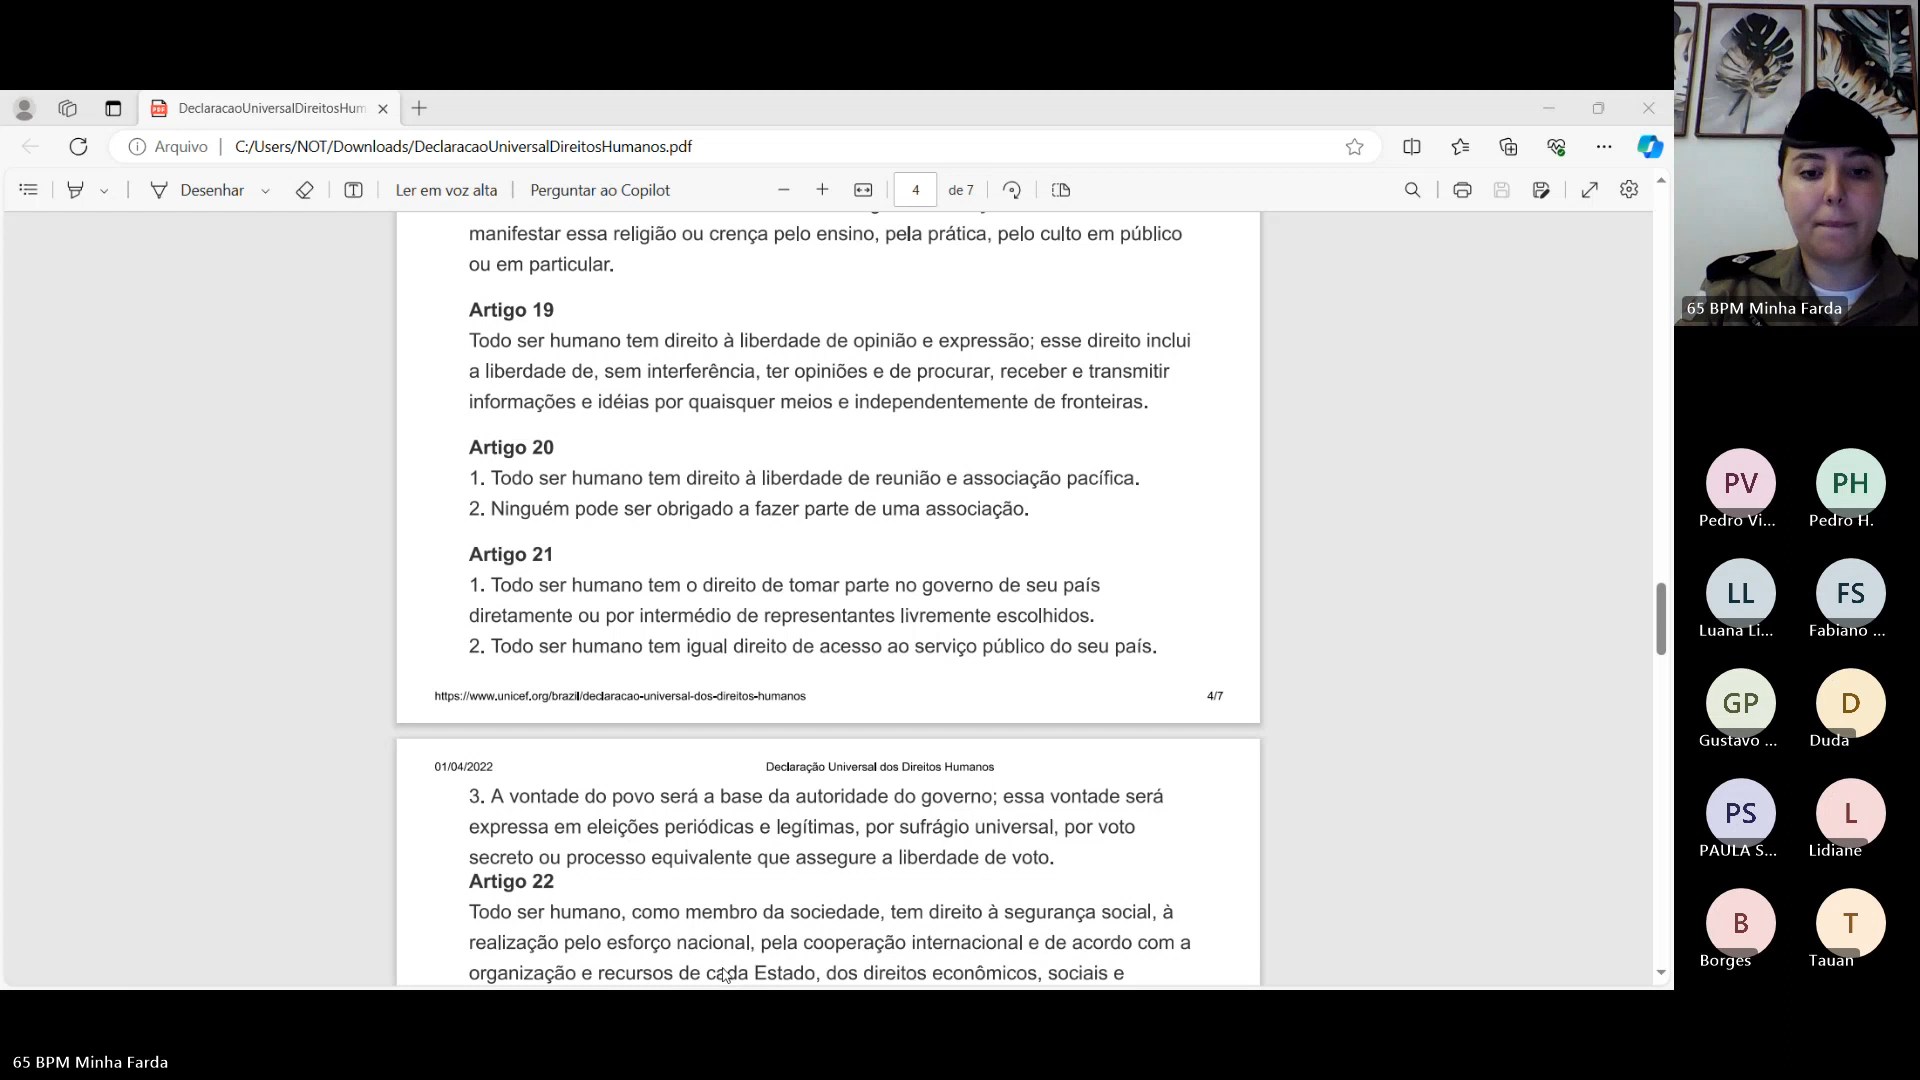 DeclaracaoUniversalDireitosHum
Arquivo
C:/Users/NOT/Downloads/DeclaracaoUniversalDireitosHumanos.pdf
Desenhar
Ler em voz alta
Perguntar ao Copilot
4 de 7
manifestar essa religião ou crença pelo ensino, pela prática, pelo culto em público
ou em particular.
Artigo 19
Todo ser humano tem direito à liberdade de opinião e expressão; esse direito inclui
a liberdade de, sem interferência, ter opiniões e de procurar, receber e transmitir
informações e idéias por quaisquer meios e independentemente de fronteiras.
Artigo 20
1. Todo ser humano tem direito à liberdade de reunião e associação pacífica.
2. Ninguém pode ser obrigado a fazer parte de uma associação.
Artigo 21
1. Todo ser humano tem o direito de tomar parte no governo de seu país
diretamente ou por intermédio de representantes livremente escolhidos.
2. Todo ser humano tem igual direito de acesso ao serviço público do seu país.
https://www.unicef.org/brazil/declaracao-universal-dos-direitos-humanos
4/7
01/04/2022
Declaração Universal dos Direitos Humanos
3. A vontade do povo será a base da autoridade do governo; essa vontade será
expressa em eleições periódicas e legítimas, por sufrágio universal, por voto
secreto ou processo equivalente que assegure a liberdade de voto.
Artigo 22
Todo ser humano, como membro da sociedade, tem direito à segurança social, à
realização pelo esforço nacional, pela cooperação internacional e de acordo com a
organização e recursos de cada Estado, dos direitos econômicos, sociais e
65 BPM Minha Farda
PV
PH
Pedro Vi...
Pedro H.
LL
FS
Luana Li...
Fabiano ...
GP
D
Gustavo ...
Duda
PS
L
PAULA S...
Lidiane
B
T
Borges
Tauan
65 BPM Minha Farda